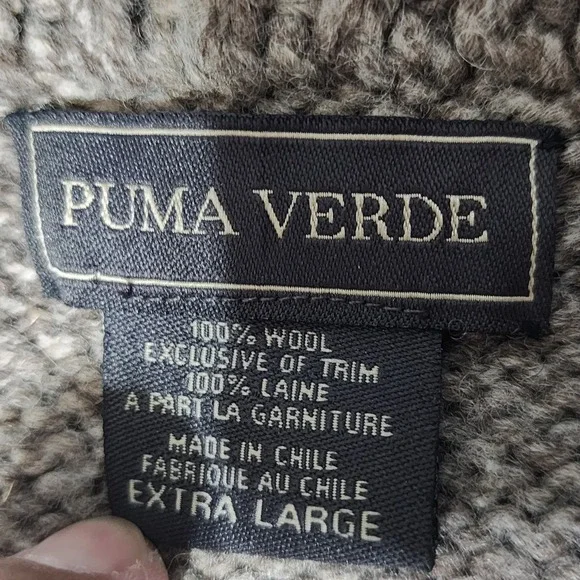 PUMA VERDE
100% WOOL
EXCLUSIVE OF TRIM
100% LAINE
A PART LA GARNITURE
MADE IN CHILE
FABRIQUE AU CHILE
EXTRA LARGE